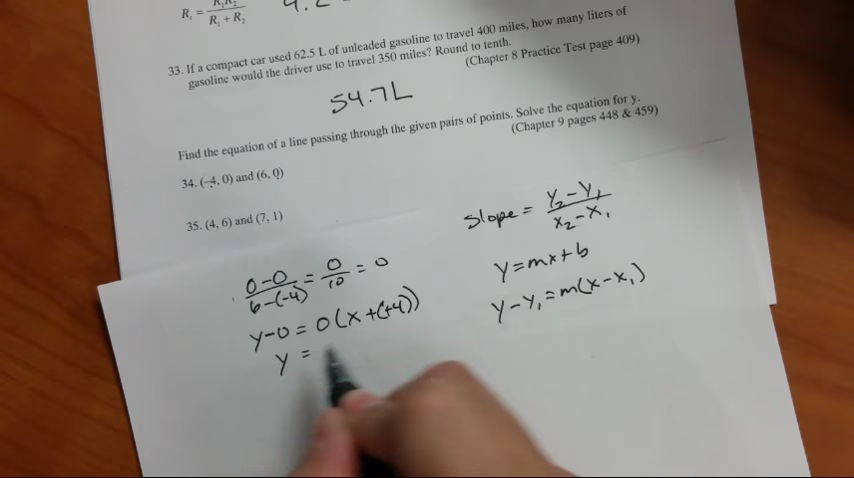 R, = R₁R₂ / R₁ + R₂
33. If a compact car used 62.5 L of unleaded gasoline to travel 400 miles, how many liters of
gasoline would the driver use to travel 350 miles? Round to tenth.
(Chapter 8 Practice Test page 409)
54.7L
Find the equation of a line passing through the given pairs of points. Solve the equation for y.
(Chapter 9 pages 448 & 459)
34. (-4, 0) and (6, 0)
35. (4, 6) and (7, 1)
Slope = Y₂-Y₁ / X₂-X₁
0-0 / 6-(-4) = 0 / 10 = 0
y=mx+b
y-0 = 0(x+(+4))
y-y₁=m(x-x₁)
y =